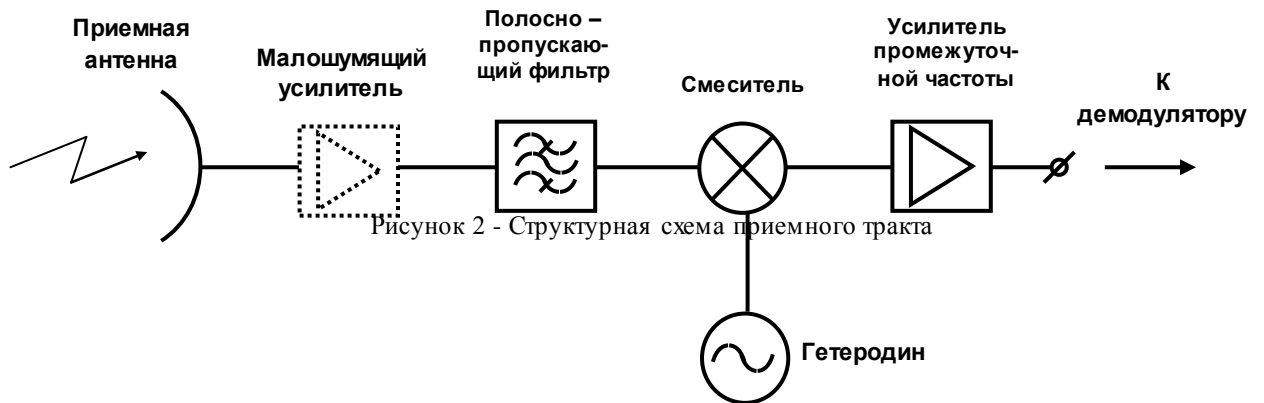 Приемная
антенна
Малошумящий
усилитель
Полосно –
пропускаю-
щий фильтр
Смеситель
Усилитель
промежуточ-
ной частоты
К
демодулятору
Рисунок 2 - Структурная схема приемного тракта
Гетеродин